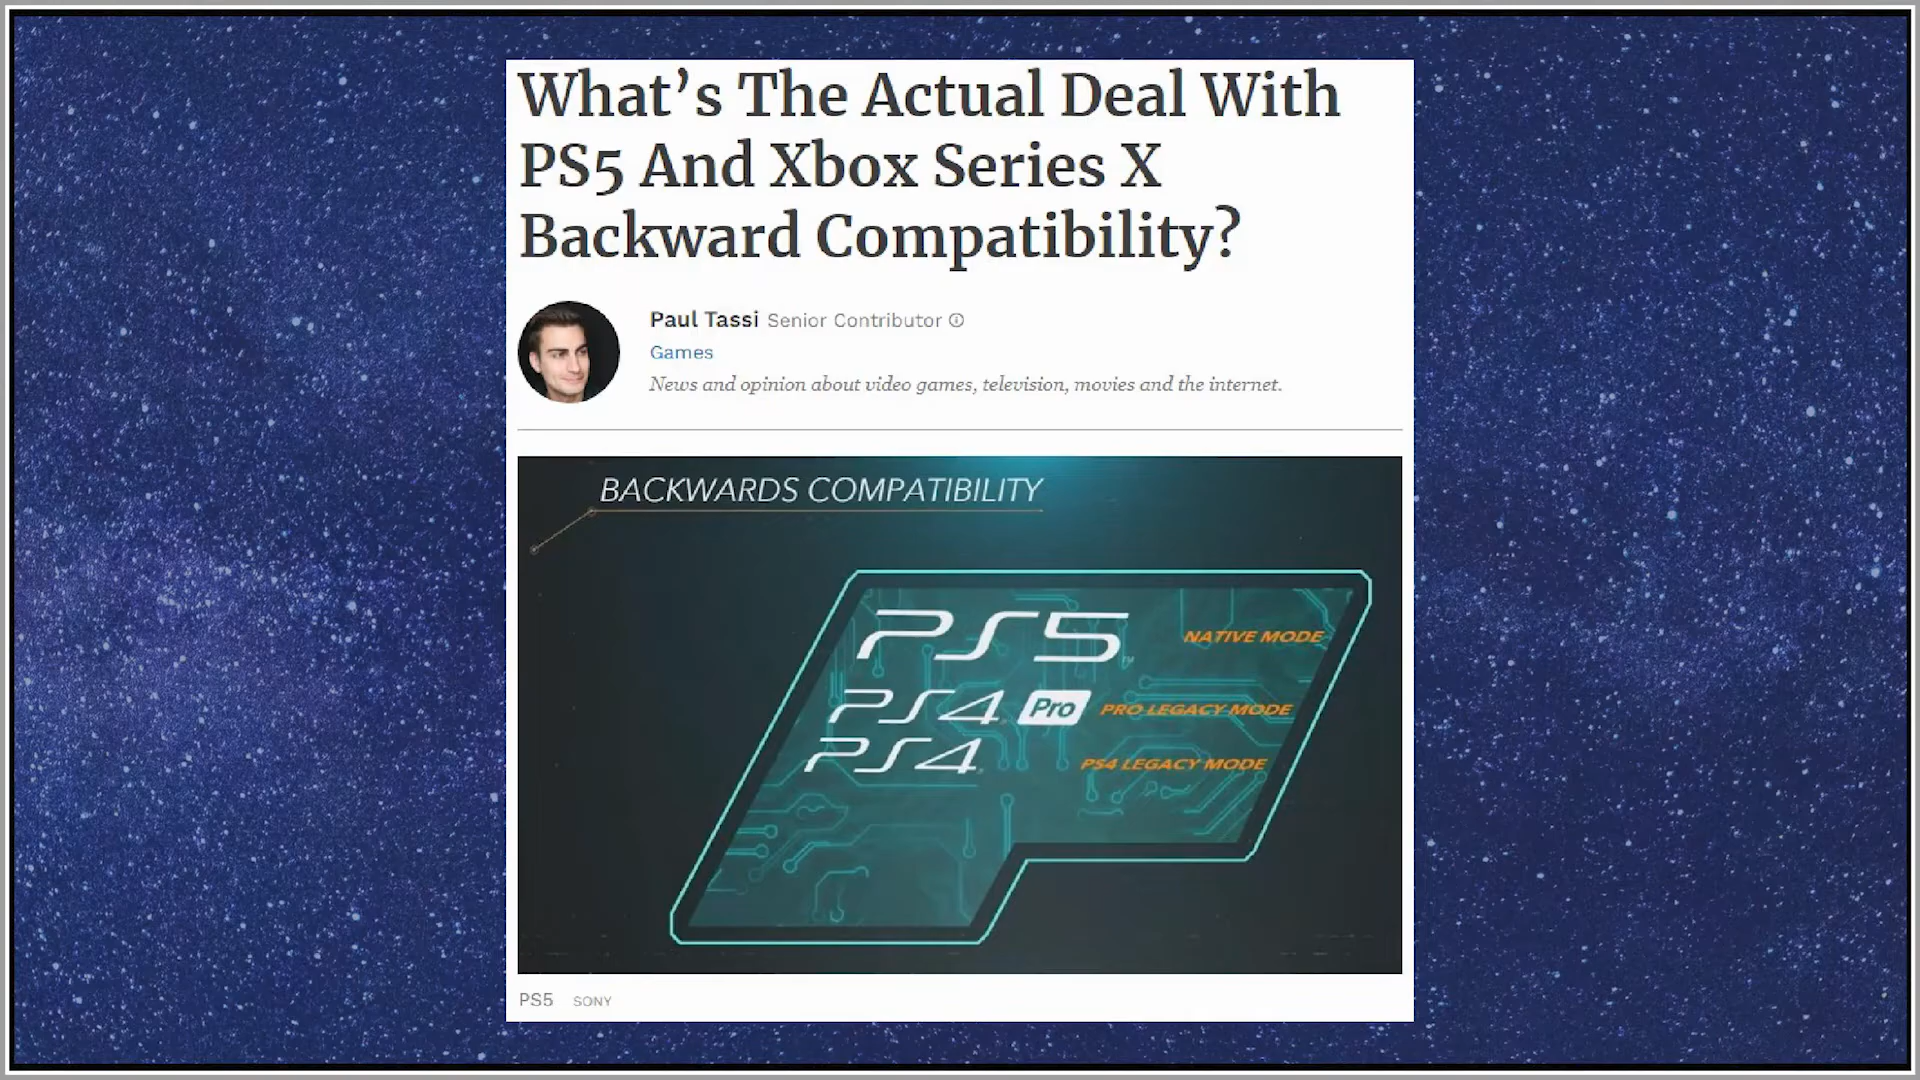 What's The Actual Deal With
PS5 And Xbox Series X
Backward Compatibility?
Paul Tassi Senior Contributor
Games
News and opinion about video games, television, movies and the internet.
BACKWARDS COMPATIBILITY
PS5 NATIVE MODE
PS4 Pro PRO LEGACY MODE
PS4 PS4 LEGACY MODE
PS5 SONY